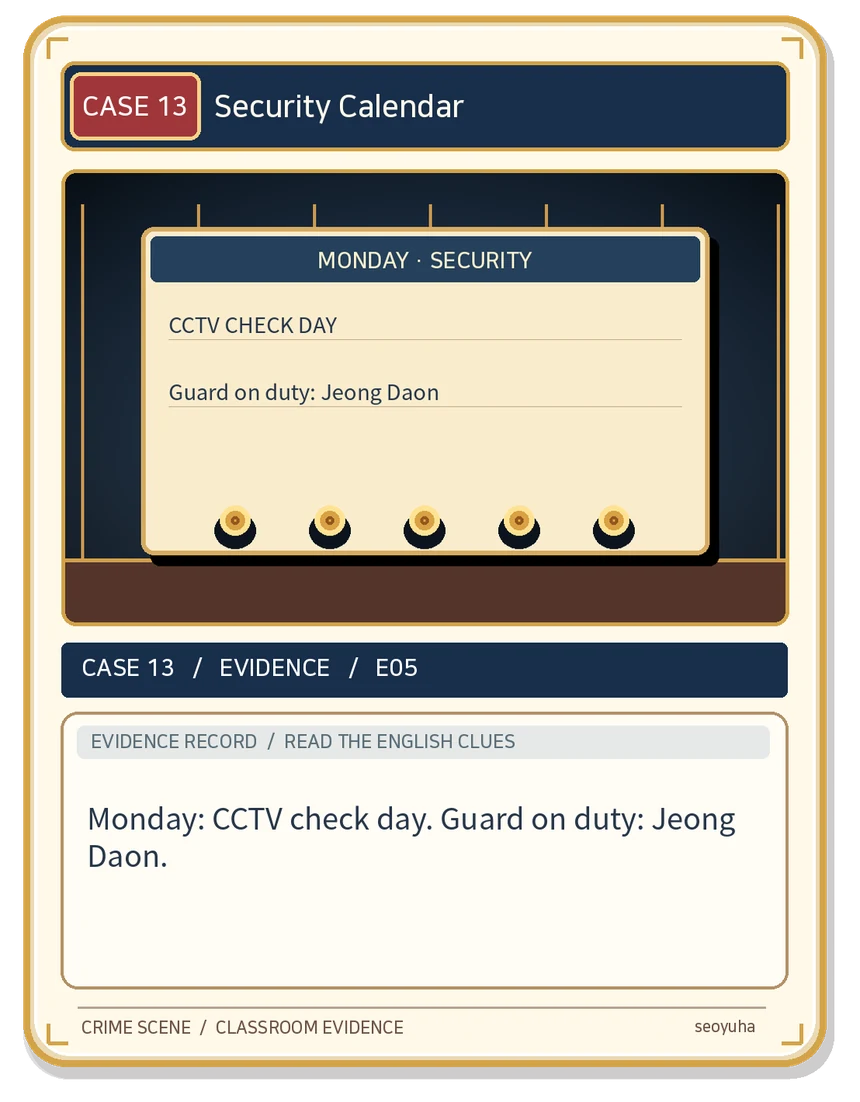 CASE 13 Security Calendar
MONDAY · SECURITY
CCTV CHECK DAY
Guard on duty: Jeong Daon
CASE 13 / EVIDENCE / E05
EVIDENCE RECORD / READ THE ENGLISH CLUES
Monday: CCTV check day. Guard on duty: Jeong
Daon.
CRIME SCENE / CLASSROOM EVIDENCE
seoyuha